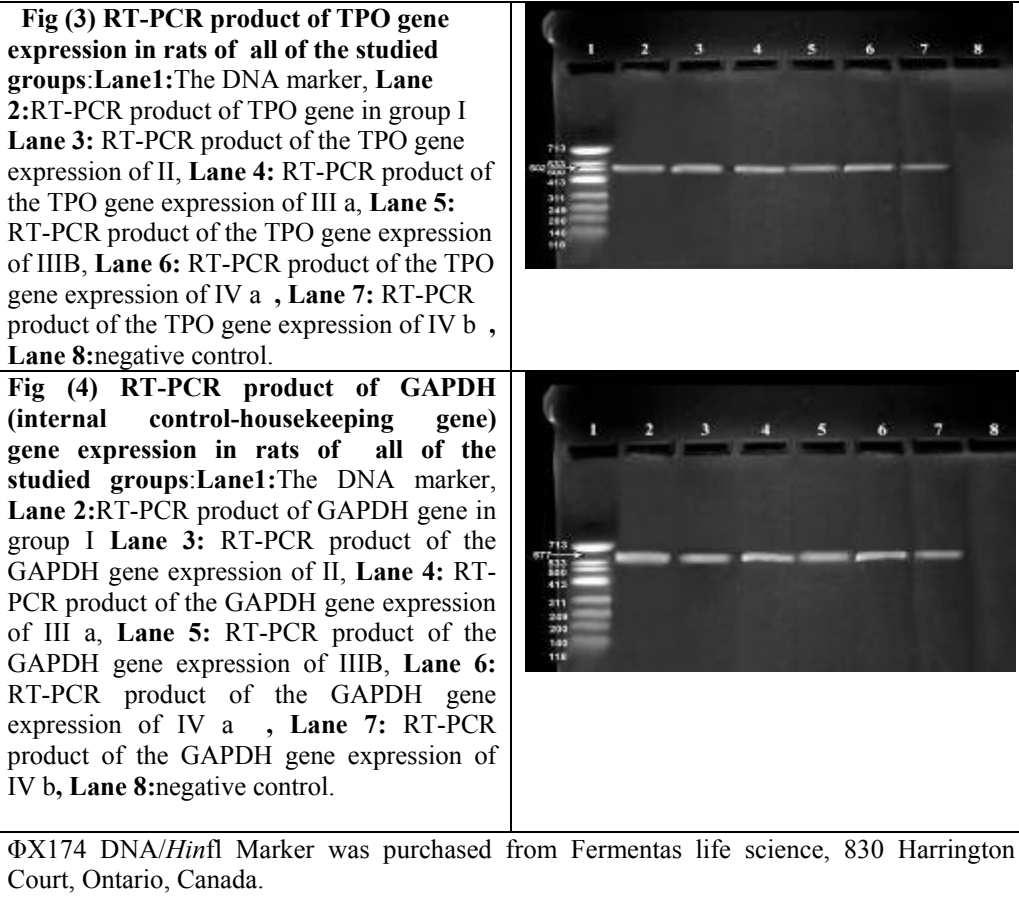 Fig (3) RT-PCR product of TPO gene
expression in rats of all of the studied
groups:Lane1:The DNA marker, Lane
2:RT-PCR product of TPO gene in group I
Lane 3: RT-PCR product of the TPO gene
expression of II, Lane 4: RT-PCR product of
the TPO gene expression of III a, Lane 5:
RT-PCR product of the TPO gene expression
of IIIB, Lane 6: RT-PCR product of the TPO
gene expression of IV a , Lane 7: RT-PCR
product of the TPO gene expression of IV b ,
Lane 8:negative control.
1 2 3 4 5 6 7 8
713
602
413
311
140
Fig (4) RT-PCR product of GAPDH
(internal control-housekeeping gene)
gene expression in rats of all of the
studied groups:Lane1:The DNA marker,
Lane 2:RT-PCR product of GAPDH gene in
group I Lane 3: RT-PCR product of the
GAPDH gene expression of II, Lane 4: RT-
PCR product of the GAPDH gene expression
of III a, Lane 5: RT-PCR product of the
GAPDH gene expression of IIIB, Lane 6:
RT-PCR product of the GAPDH gene
expression of IV a , Lane 7: RT-PCR
product of the GAPDH gene expression of
IV b, Lane 8:negative control.
1 2 3 4 5 6 7 8
713
677
413
311
140
118
ΦX174 DNA/Hinfl Marker was purchased from Fermentas life science, 830 Harrington
Court, Ontario, Canada.